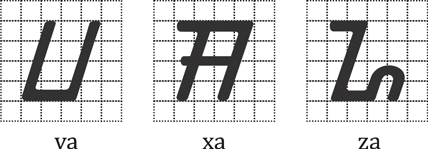 ᮗ ᮟ ᮐ
va xa za